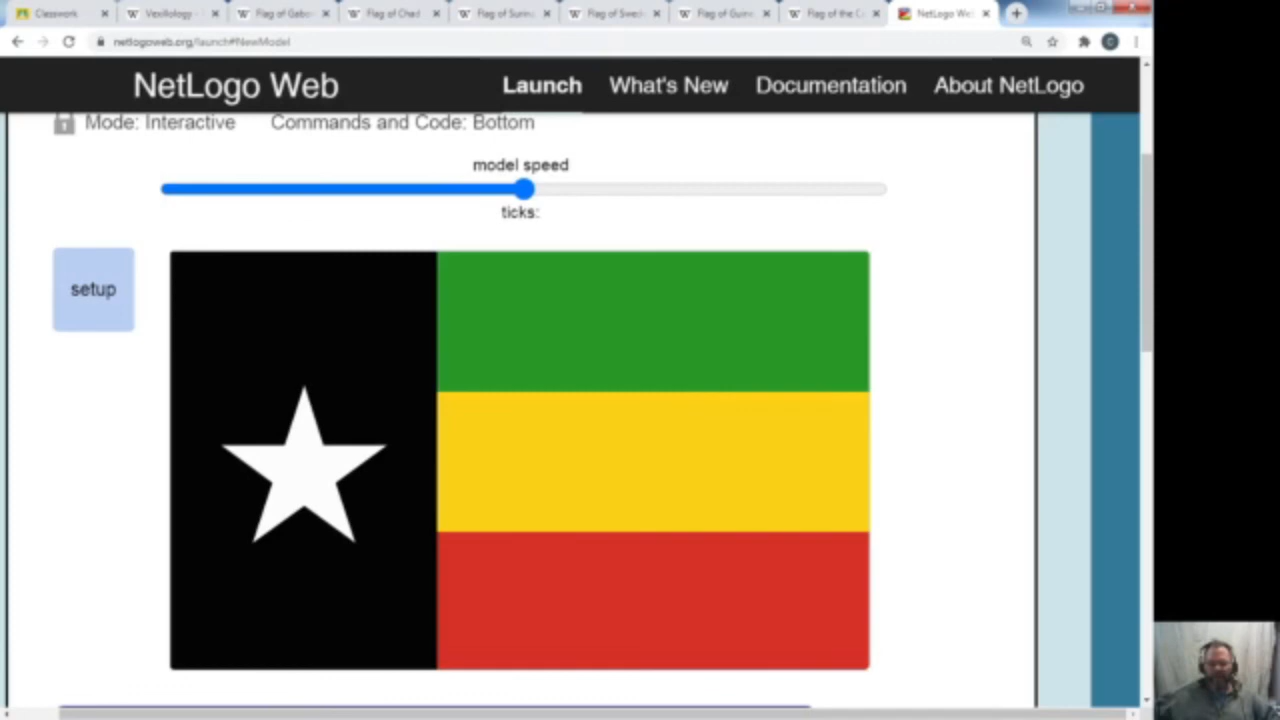 Classwork
Vexillology -
Flag of Gabo
Flag of Chad
Flag of Surin
Flag of Swed
Flag of Guine
Flag of the C
NetLogo We
netlogoweb.org/launch#NewModel
NetLogo Web
Launch
What's New
Documentation
About NetLogo
Mode: Interactive
Commands and Code: Bottom
model speed
ticks:
setup